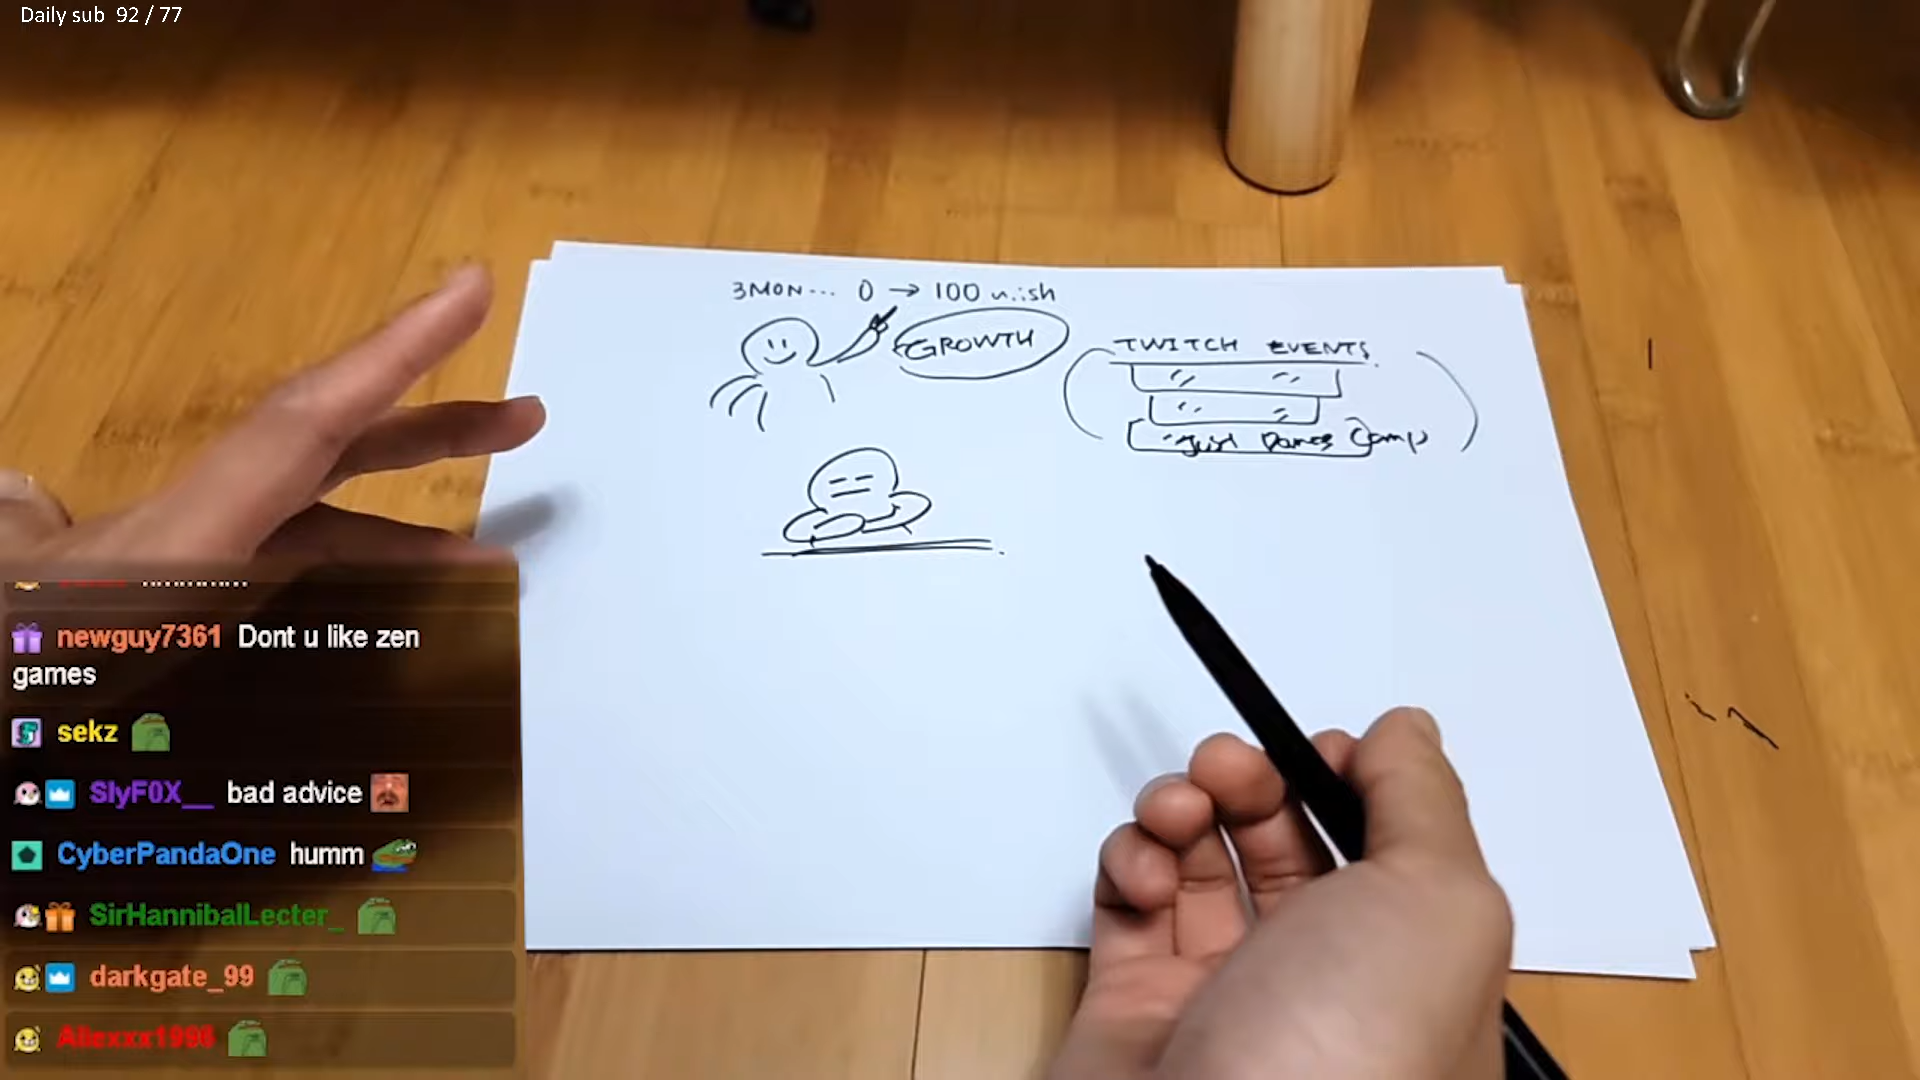 Daily sub 92 / 77
3MON... 0 → 100 u.ish
GROWTH
TWITCH EVENTS
Just Dance Comp
newguy7361 Dont u like zen
games
sekz
SlyF0X__ bad advice
CyberPandaOne humm
SirHannibalLecter_
darkgate_99